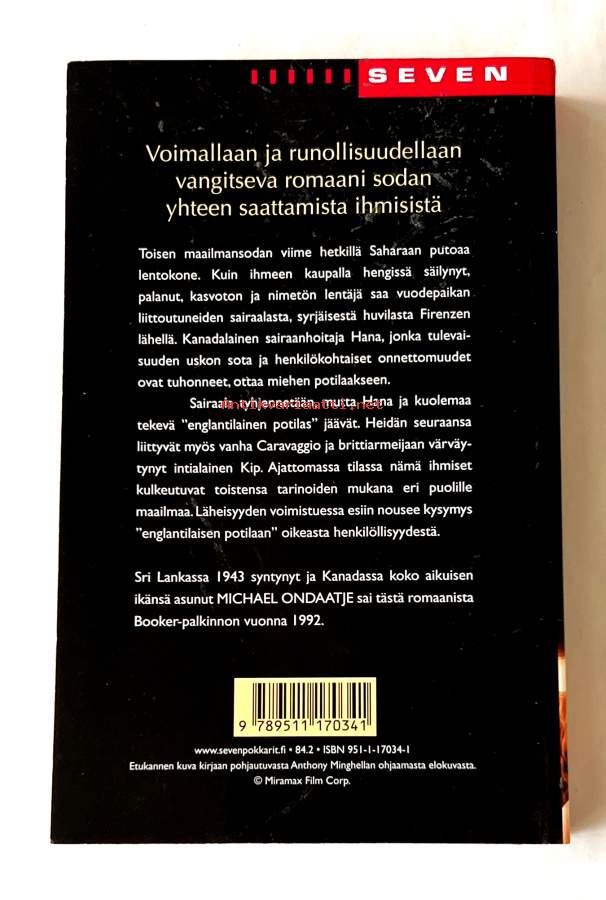 SEVEN
Voimallaan ja runollisuudellaan
vangitseva romaani sodan
yhteen saattamista ihmisistä
Toisen maailmansodan viime hetkillä Saharaan putoaa
lentokone. Kuin ihmeen kaupalla hengissä säilynyt,
palanut, kasvoton ja nimetön lentäjä saa vuodepaikan
liittoutuneiden sairaalasta, syrjäisestä huvilasta Firenzen
lähellä. Kanadalainen sairaanhoitaja Hana, jonka tulevai-
suuden uskon sota ja henkilökohtaiset onnettomuudet
ovat tuhonneet, ottaa miehen potilaakseen.
Sairaala tyhjennetään, mutta Hana ja kuolemaa
antikvariaatti.net
tekevä "englantilainen potilas" jäävät. Heidän seuraansa
liittyvät myös vanha Caravaggio ja brittiarmeijaan värväy-
tynyt intialainen Kip. Ajattomassa tilassa nämä ihmiset
kulkeutuvat toistensa tarinoiden mukana eri puolille
maailmaa. Läheisyyden voimistuessa esiin nousee kysymys
"englantilaisen potilaan" oikeasta henkilöllisyydestä.
Sri Lankassa 1943 syntynyt ja Kanadassa koko aikuisen
ikänsä asunut MICHAEL ONDAATJE sai tästä romaanista
Booker-palkinnon vuonna 1992.
9 789511 170341
www.sevenpokkarit.fi • 84.2 • ISBN 951-1-17034-1
Etukannen kuva kirjaan pohjautuvasta Anthony Minghellan ohjaamasta elokuvasta.
© Miramax Film Corp.